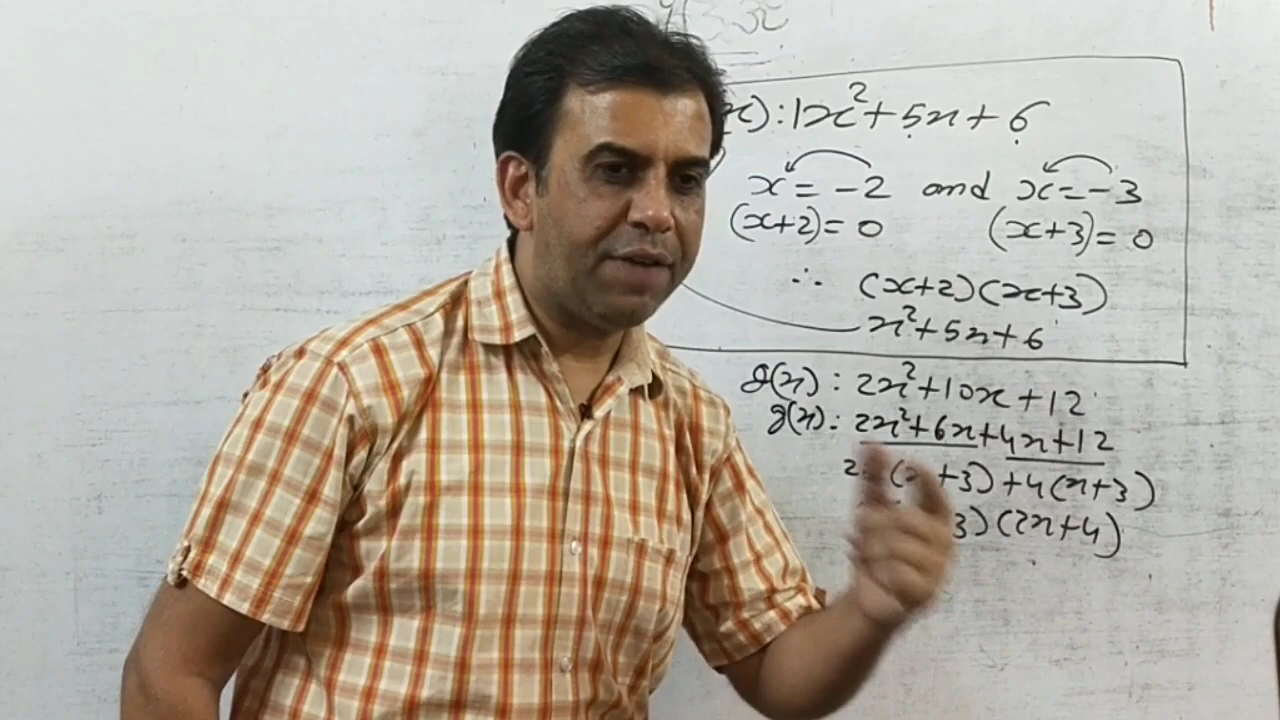 x):1x²+5x+6
x=-2 and x=-3
(x+2)=0 (x+3)=0
∴ (x+2)(x+3)
x²+5x+6
g(x): 2x²+10x+12
g(x): 2x²+6x+4x+12
2x(x+3)+4(x+3)
3)(2x+4)